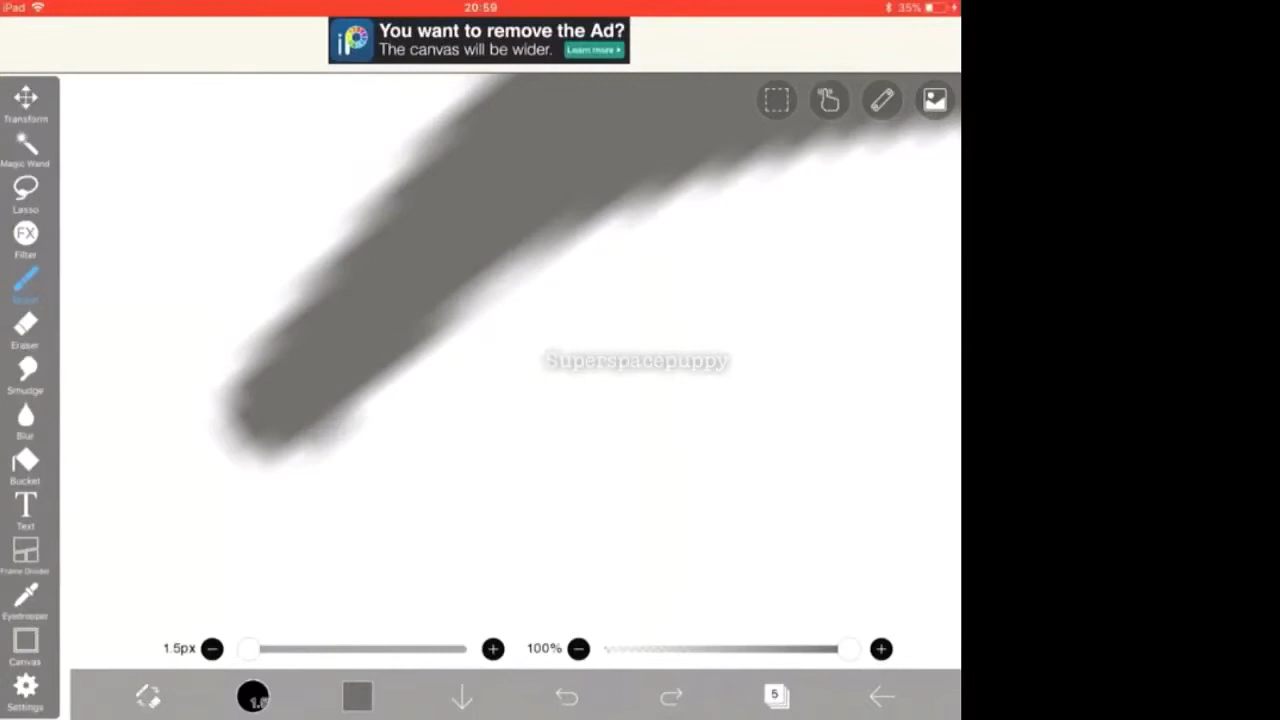 iPad
20:59
35%
You want to remove the Ad?
The canvas will be wider.
Learn more
Transform
Magic Wand
Lasso
FX
Filter
Brush
Eraser
Smudge
Blur
Bucket
T
Text
Frame Divider
Eyedropper
Canvas
Settings
Superspacepuppy
1.5px
100%
5